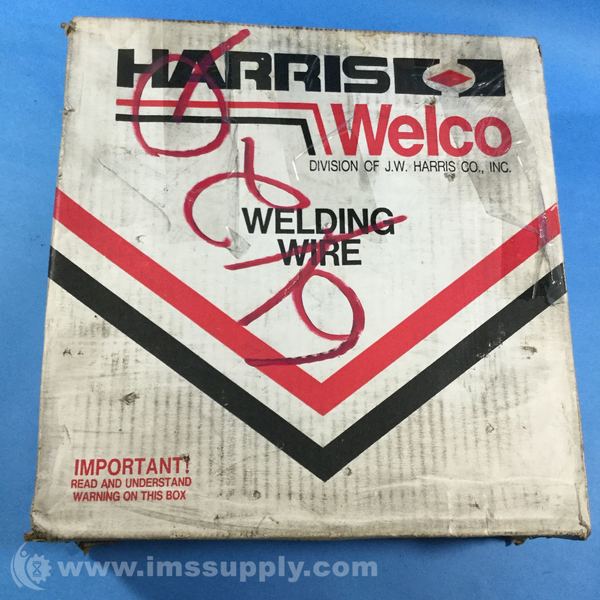 HARRIS
Welco
DIVISION OF J.W. HARRIS CO., INC.
WELDING
WIRE
IMPORTANT!
READ AND UNDERSTAND
WARNING ON THIS BOX
www.imssupply.com